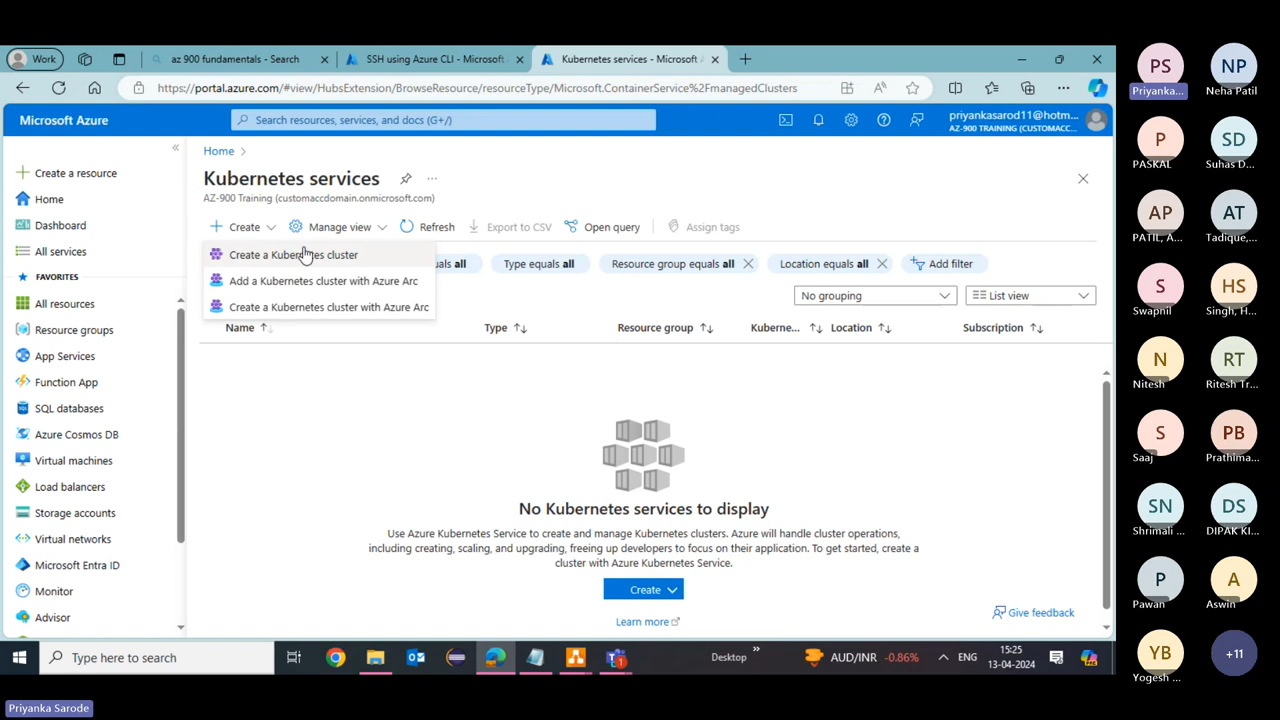 Work
az 900 fundamentals - Search
SSH using Azure CLI - Microsoft
Kubernetes services - Microsoft A
https://portal.azure.com/#view/HubsExtension/BrowseResource/resourceType/Microsoft.ContainerService%2FmanagedClusters
Microsoft Azure
Search resources, services, and docs (G+/)
priyankasarod11@hotm...
AZ-900 TRAINING (CUSTOMACC...
Create a resource
Home
Dashboard
All services
FAVORITES
All resources
Resource groups
App Services
Function App
SQL databases
Azure Cosmos DB
Virtual machines
Load balancers
Storage accounts
Virtual networks
Microsoft Entra ID
Monitor
Advisor
Home >
Kubernetes services
AZ-900 Training (customaccdomain.onmicrosoft.com)
Create Manage view Refresh Export to CSV Open query Assign tags
Create a Kubernetes cluster
Add a Kubernetes cluster with Azure Arc
Create a Kubernetes cluster with Azure Arc
uals all Type equals all Resource group equals all Location equals all Add filter
No grouping List view
Name Type Resource group Kuberne... Location Subscription
No Kubernetes services to display
Use Azure Kubernetes Service to create and manage Kubernetes clusters. Azure will handle cluster operations,
including creating, scaling, and upgrading, freeing up developers to focus on their application. To get started, create a
cluster with Azure Kubernetes Service.
Create
Learn more
Give feedback
Type here to search
Desktop
AUD/INR -0.86%
ENG
15:25
13-04-2024
1
PS
Priyanka...
NP
Neha Patil
P
PASKAL
SD
Suhas D...
AP
PATIL, A...
AT
Tadique,...
S
Swapnil
HS
Singh, H...
N
Nitesh
RT
Ritesh Tr...
S
Saaj
PB
Prathima...
SN
Shrimali ...
DS
DIPAK KI...
P
Pawan
A
Aswin
YB
Yogesh ...
+11
Priyanka Sarode